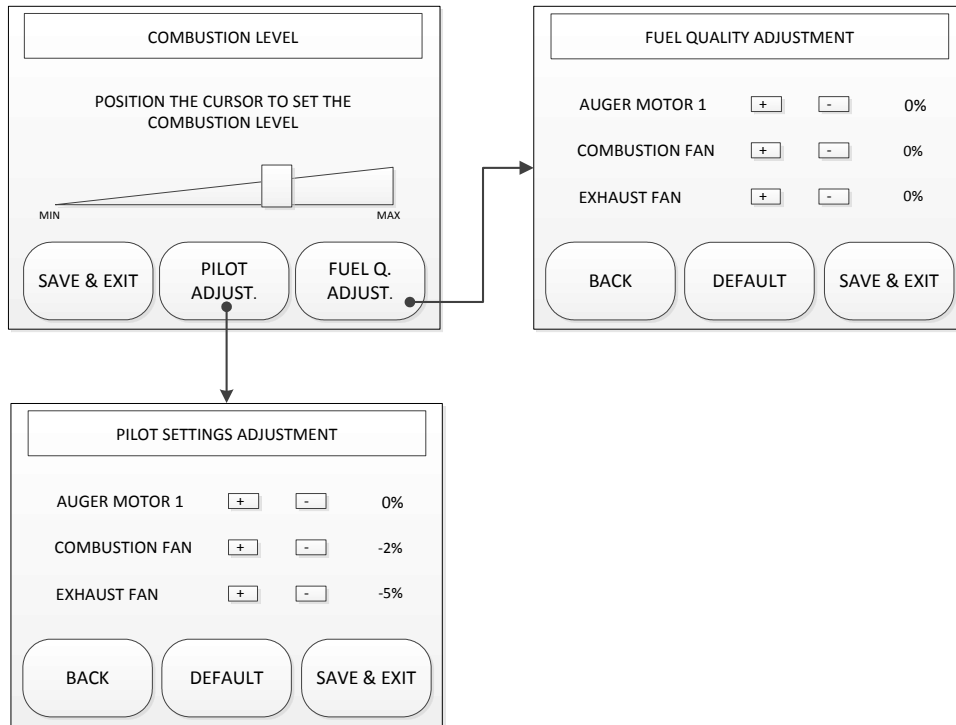 COMBUSTION LEVEL
POSITION THE CURSOR TO SET THE
COMBUSTION LEVEL
MIN MAX
SAVE & EXIT
PILOT
ADJUST.
FUEL Q.
ADJUST.
FUEL QUALITY ADJUSTMENT
AUGER MOTOR 1 + - 0%
COMBUSTION FAN + - 0%
EXHAUST FAN + - 0%
BACK DEFAULT SAVE & EXIT
PILOT SETTINGS ADJUSTMENT
AUGER MOTOR 1 + - 0%
COMBUSTION FAN + - -2%
EXHAUST FAN + - -5%
BACK DEFAULT SAVE & EXIT